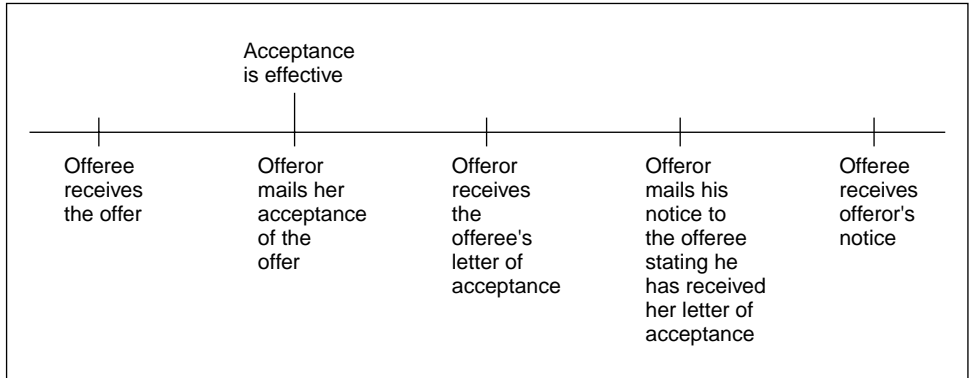 Acceptance
is effective
Offeree
receives
the offer
Offeror
mails her
acceptance
of the
offer
Offeror
receives
the
offeree's
letter of
acceptance
Offeror
mails his
notice to
the offeree
stating he
has received
her letter of
acceptance
Offeree
receives
offeror's
notice